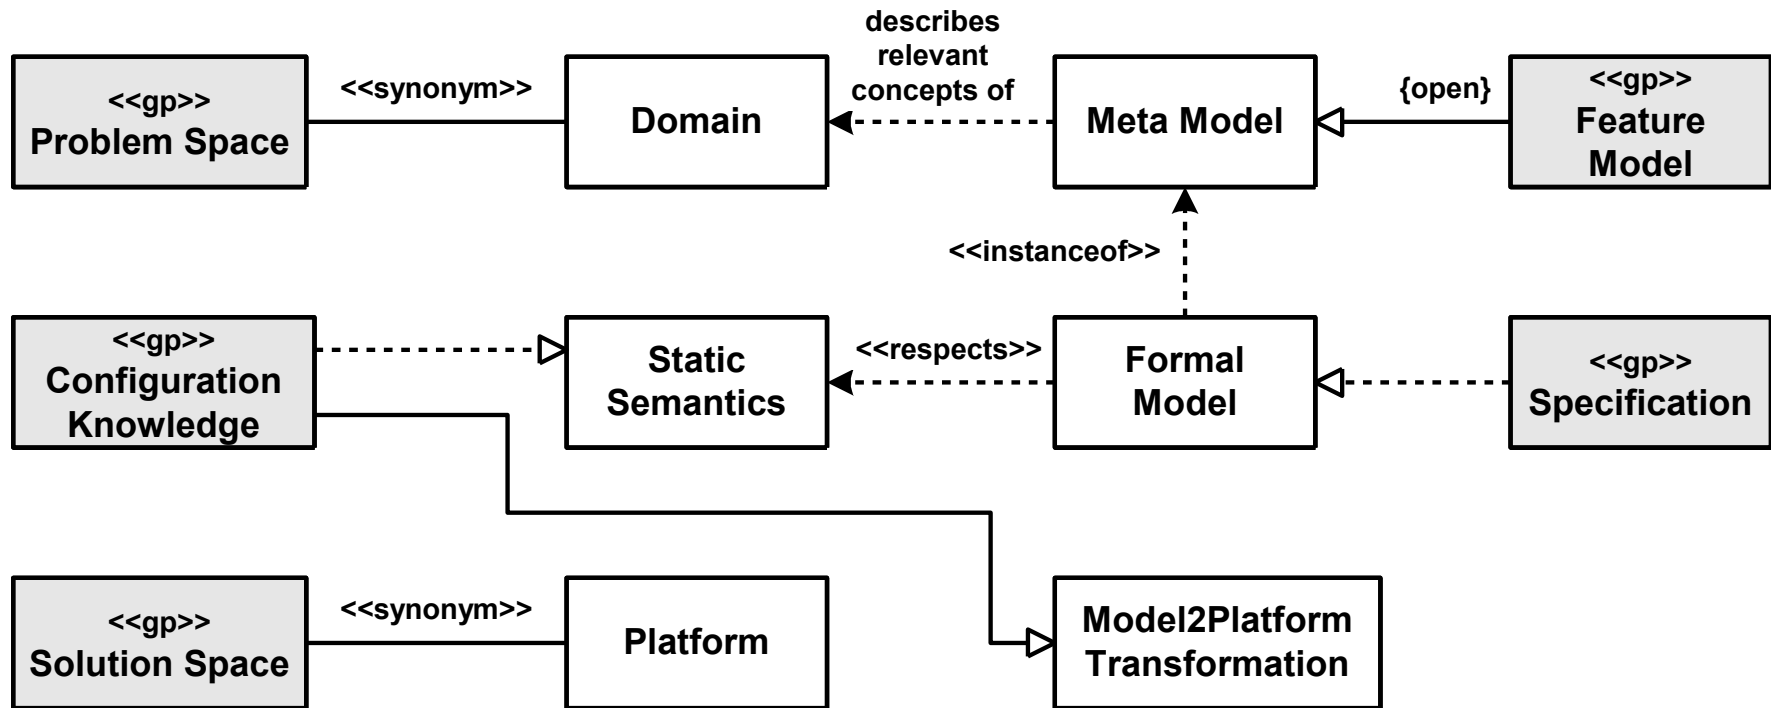 describes
relevant
concepts of
<<gp>>
Problem Space
<<synonym>>
Domain
Meta Model
{open}
<<gp>>
Feature
Model
<<instanceof>>
<<gp>>
Configuration
Knowledge
Static
Semantics
<<respects>>
Formal
Model
<<gp>>
Specification
<<gp>>
Solution Space
<<synonym>>
Platform
Model2Platform
Transformation